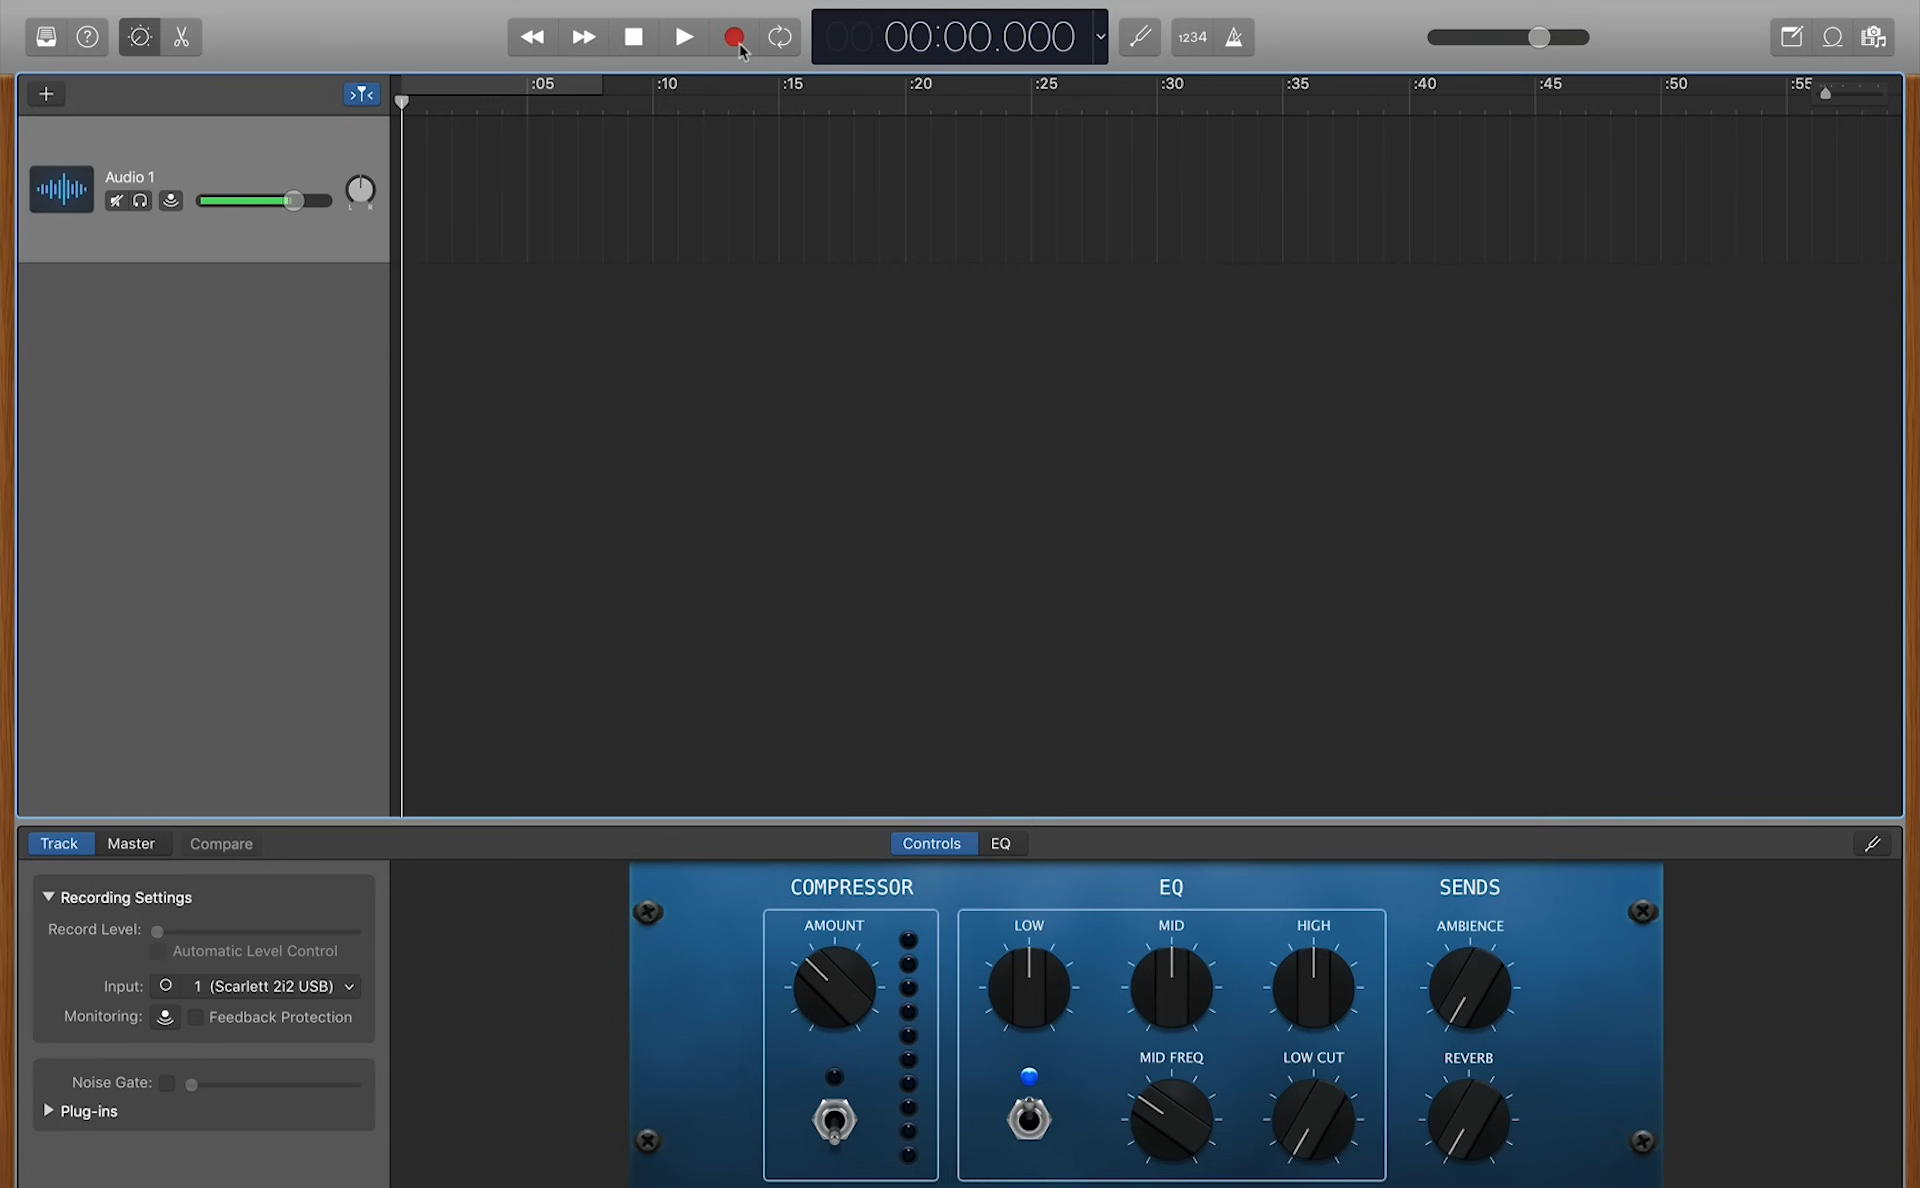 00 00:00.000
1234
:05 :10 :15 :20 :25 :30 :35 :40 :45 :50 :55
Audio 1
L R
Track Master Compare
Controls EQ
Recording Settings
Record Level:
Automatic Level Control
Input: 1 (Scarlett 2i2 USB)
Monitoring: Feedback Protection
Noise Gate:
Plug-ins
COMPRESSOR EQ SENDS
AMOUNT LOW MID HIGH AMBIENCE
MID FREQ LOW CUT REVERB